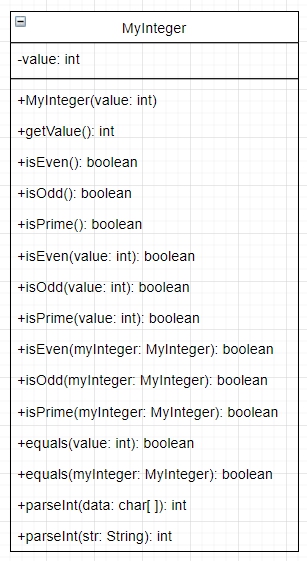 MyInteger
-value: int
+MyInteger(value: int)
+getValue(): int
+isEven(): boolean
+isOdd(): boolean
+isPrime(): boolean
+isEven(value: int): boolean
+isOdd(value: int): boolean
+isPrime(value: int): boolean
+isEven(myInteger: MyInteger): boolean
+isOdd(myInteger: MyInteger): boolean
+isPrime(myInteger: MyInteger): boolean
+equals(value: int): boolean
+equals(myInteger: MyInteger): boolean
+parseInt(data: char[ ]): int
+parseInt(str: String): int